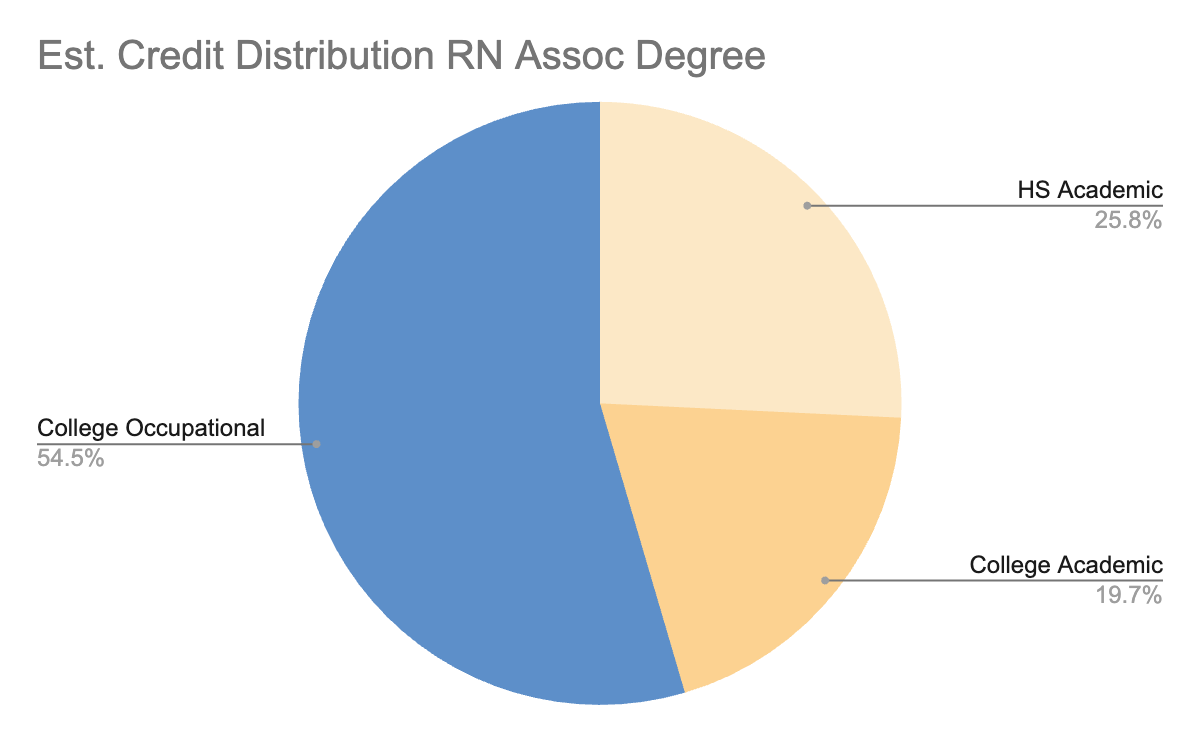 Est. Credit Distribution RN Assoc Degree
HS Academic
25.8%
College Occupational
54.5%
College Academic
19.7%